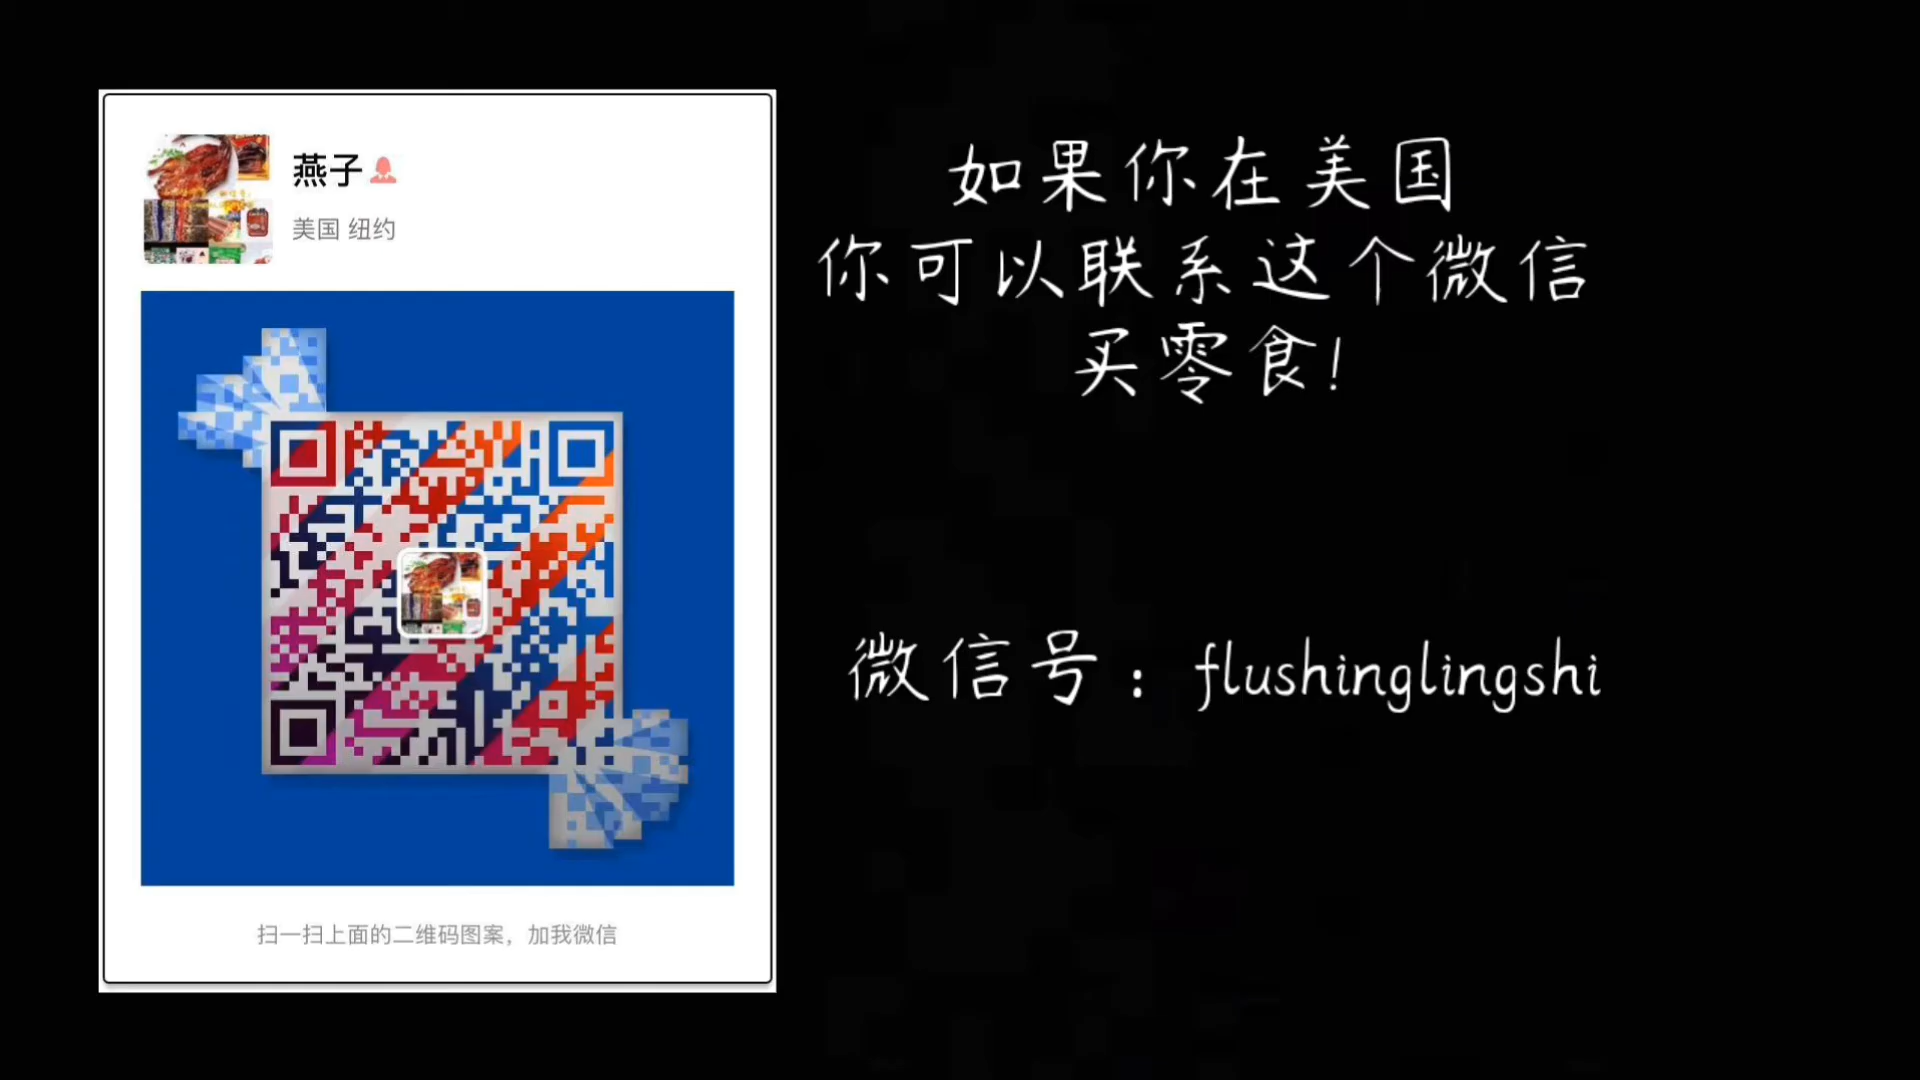 燕子
美国 纽约
扫一扫上面的二维码图案，加我微信
如果你在美国
你可以联系这个微信
买零食!
微信号：flushinglingshi